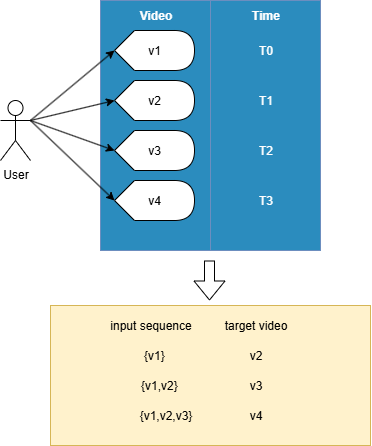 Video Time
v1 T0
v2 T1
v3 T2
v4 T3
User
input sequence target video
{v1} v2
{v1,v2} v3
{v1,v2,v3} v4